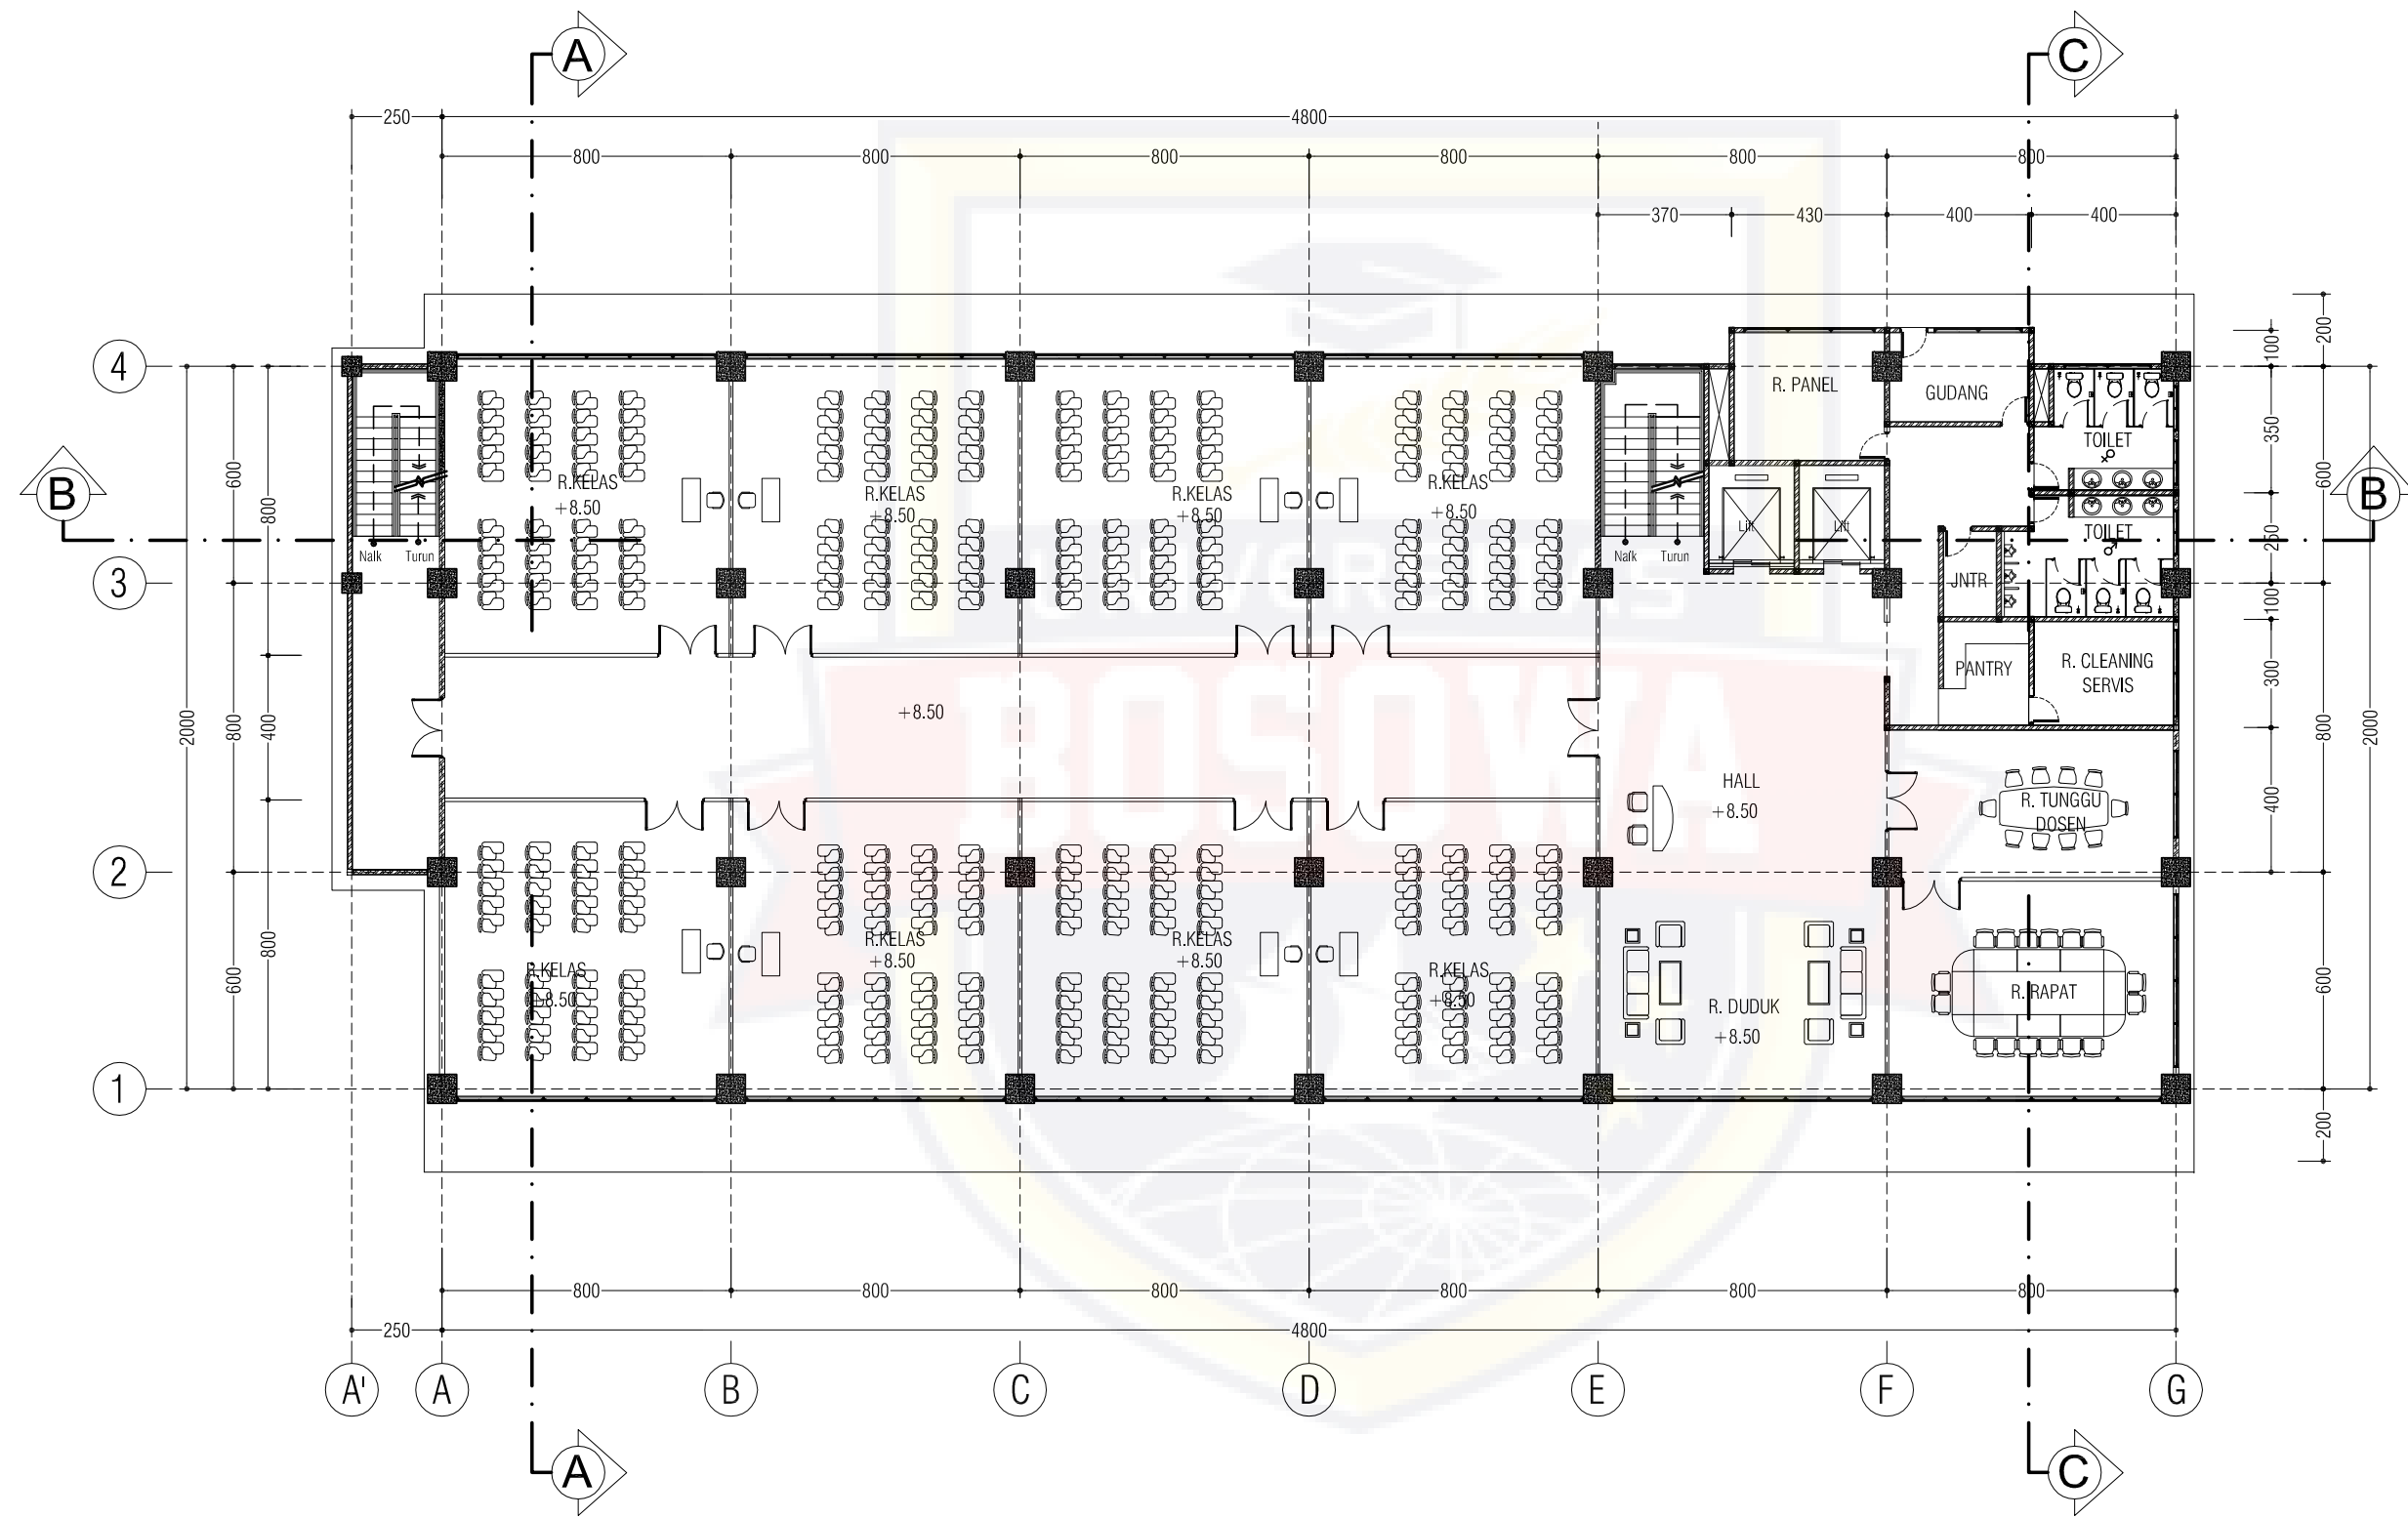 A
C
250
4800
800
800
800
800
800
800
370
430
400
400
200
100
4
R. PANEL
GUDANG
350
TOILET
600
800
600
R.KELAS
+8.50
R.KELAS
+8.50
R.KELAS
+8.50
R.KELAS
+8.50
B
B
Lift
Lift
TOILET
250
Naik
Turun
Naik
Turun
3
JNTR
100
UNIVERSITAS
PANTRY
R. CLEANING
SERVIS
300
2000
800
400
+8.50
800
2000
BOSOWA
HALL
+8.50
R. TUNGGU
DOSEN
400
2
R.KELAS
+8.50
R.KELAS
+8.50
R.KELAS
+8.50
R.KELAS
+8.50
800
600
R. DUDUK
+8.50
R. RAPAT
600
1
200
800
800
800
800
800
800
250
4800
A'
A
B
C
D
E
F
G
A
C